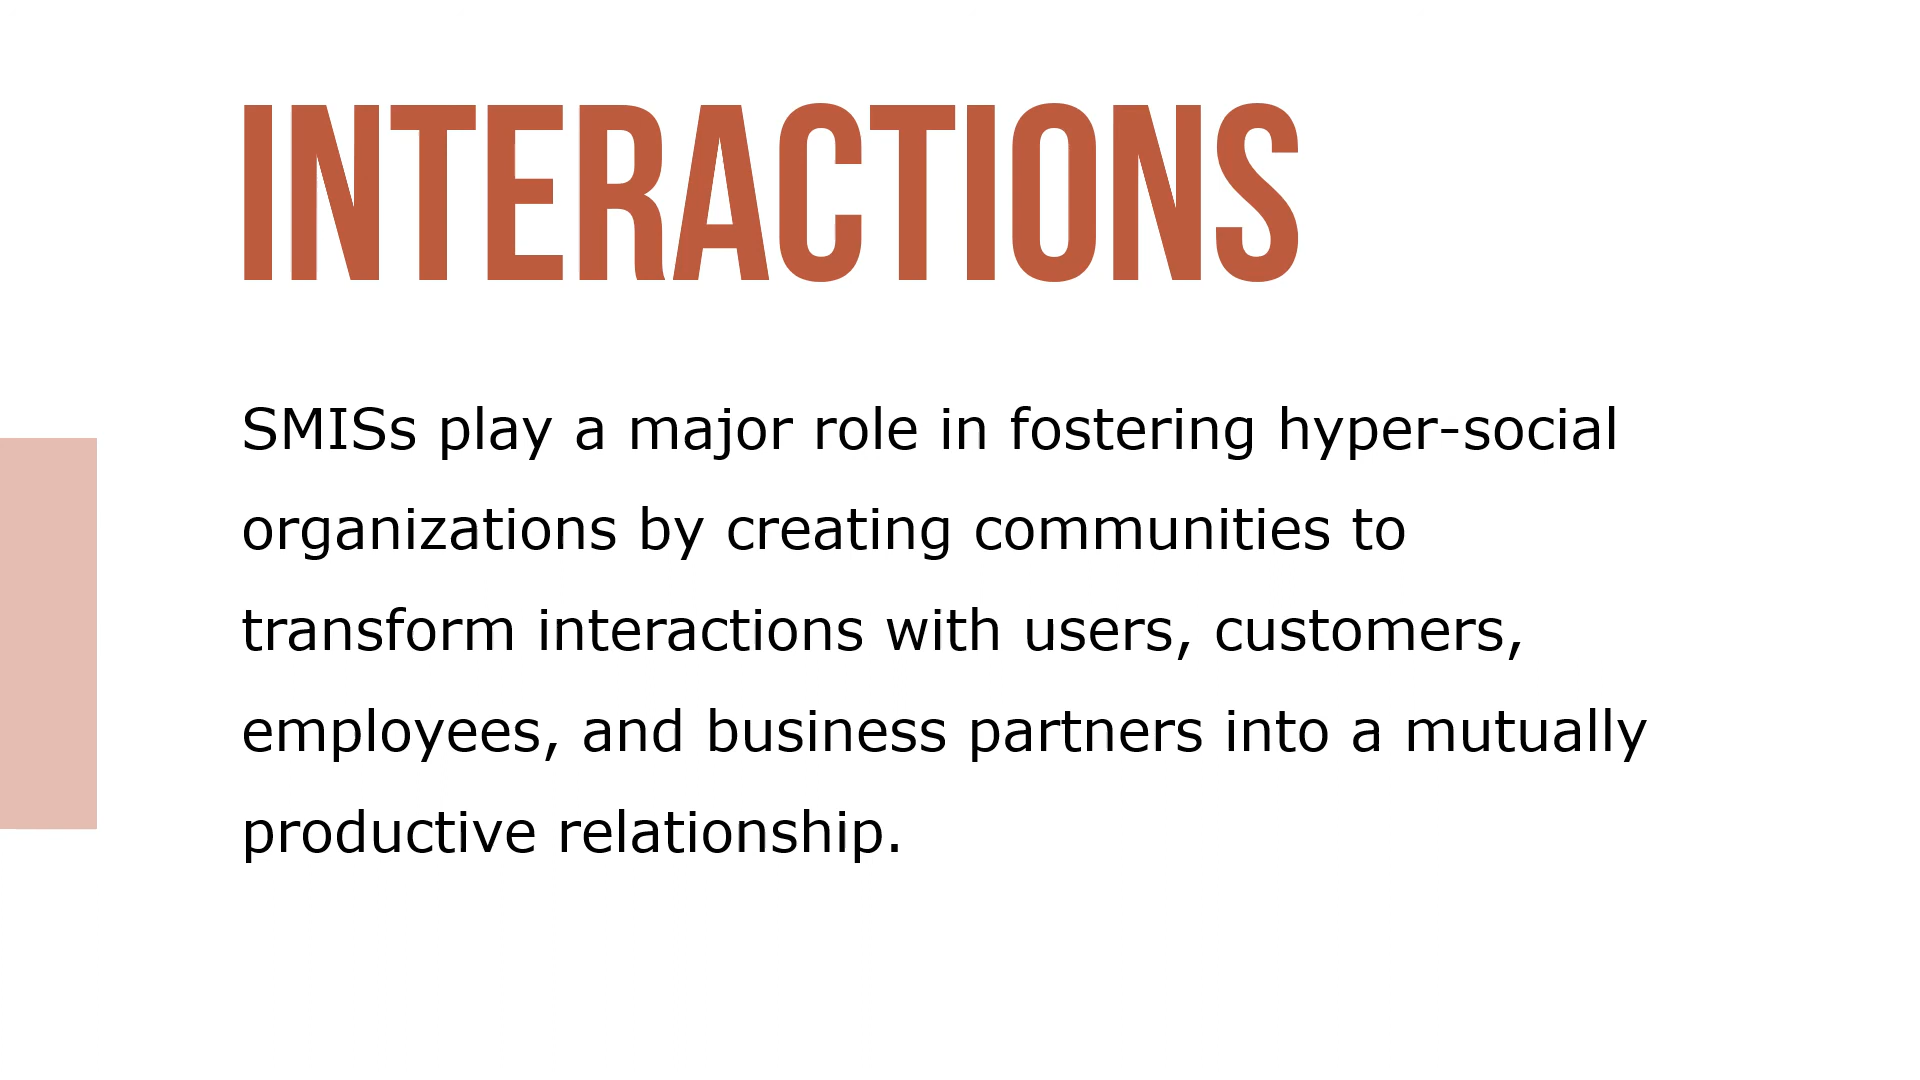 INTERACTIONS
SMISs play a major role in fostering hyper-social
organizations by creating communities to
transform interactions with users, customers,
employees, and business partners into a mutually
productive relationship.